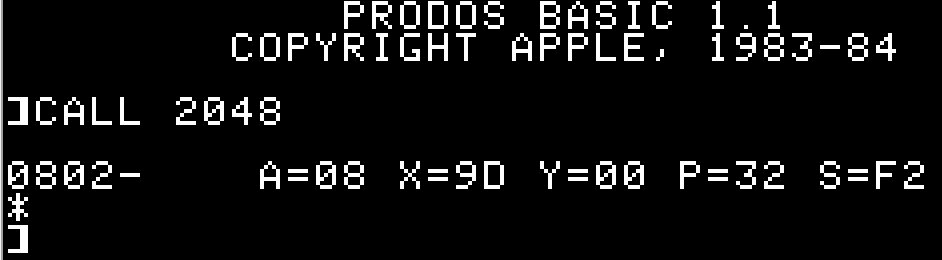 PRODOS BASIC 1.1
COPYRIGHT APPLE, 1983-84
]CALL 2048
0802-    A=08 X=9D Y=00 P=32 S=F2
*
]